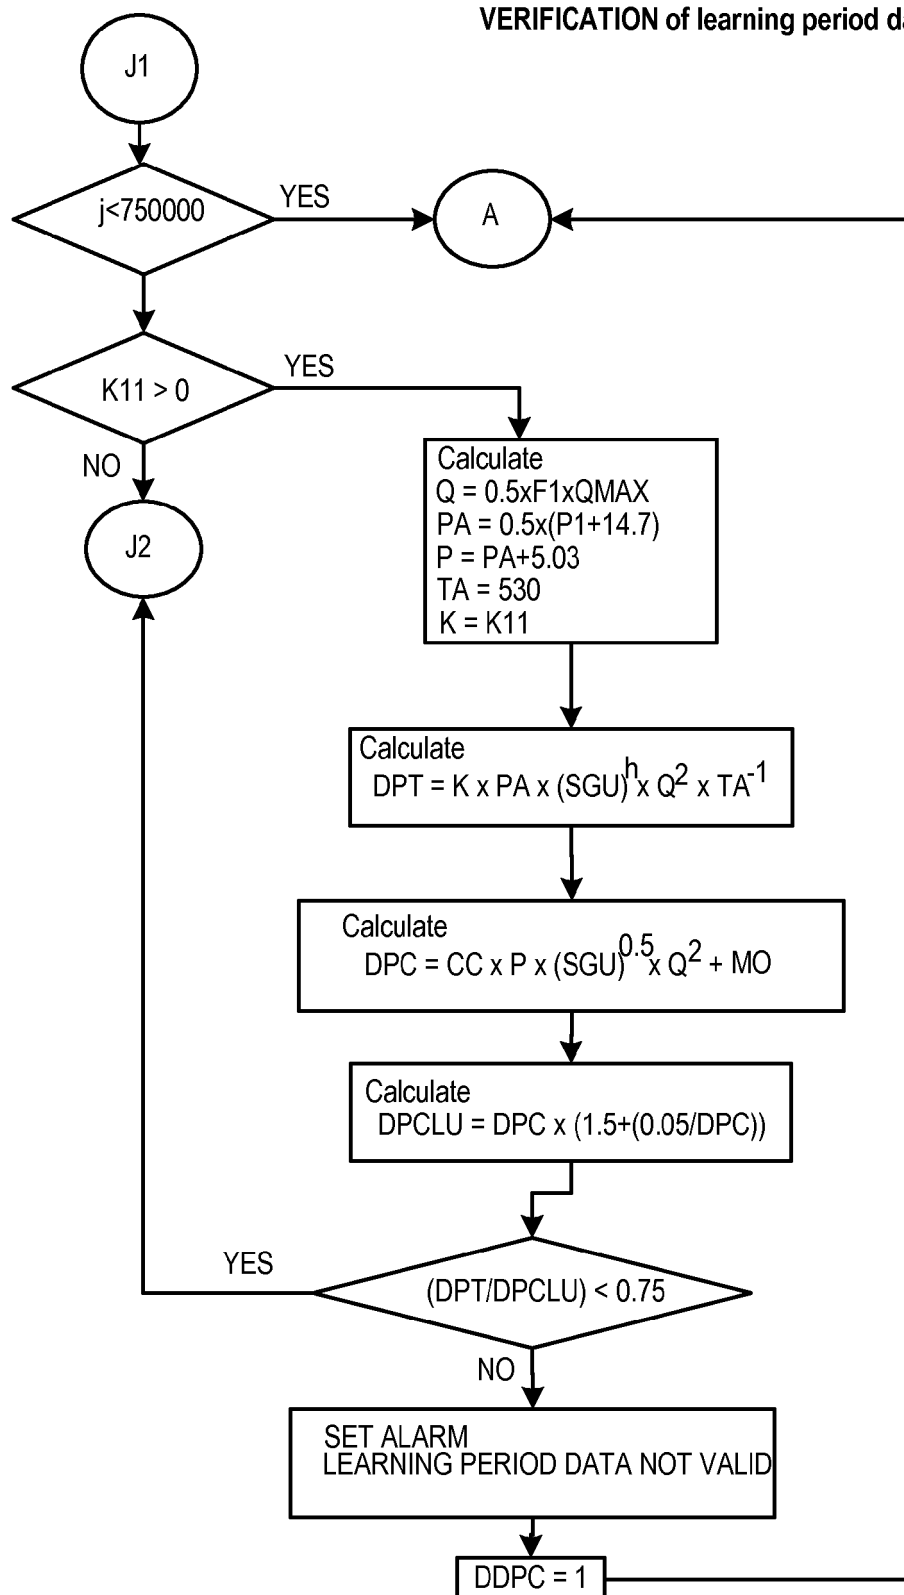 VERIFICATION of learning period
J1
j<750000
YES
A
K11 > 0
YES
NO
J2
Calculate
Q = 0.5xF1xQMAX
PA = 0.5x(P1+14.7)
P = PA+5.03
TA = 530
K = K11
Calculate
DPT = K x PA x (SGU)^h x Q^2 x TA^-1
Calculate
DPC = CC x P x (SGU)^0.5 x Q^2 + MO
Calculate
DPCLU = DPC x (1.5+(0.05/DPC))
YES
(DPT/DPCLU) < 0.75
NO
SET ALARM
LEARNING PERIOD DATA NOT VALID
DDPC = 1